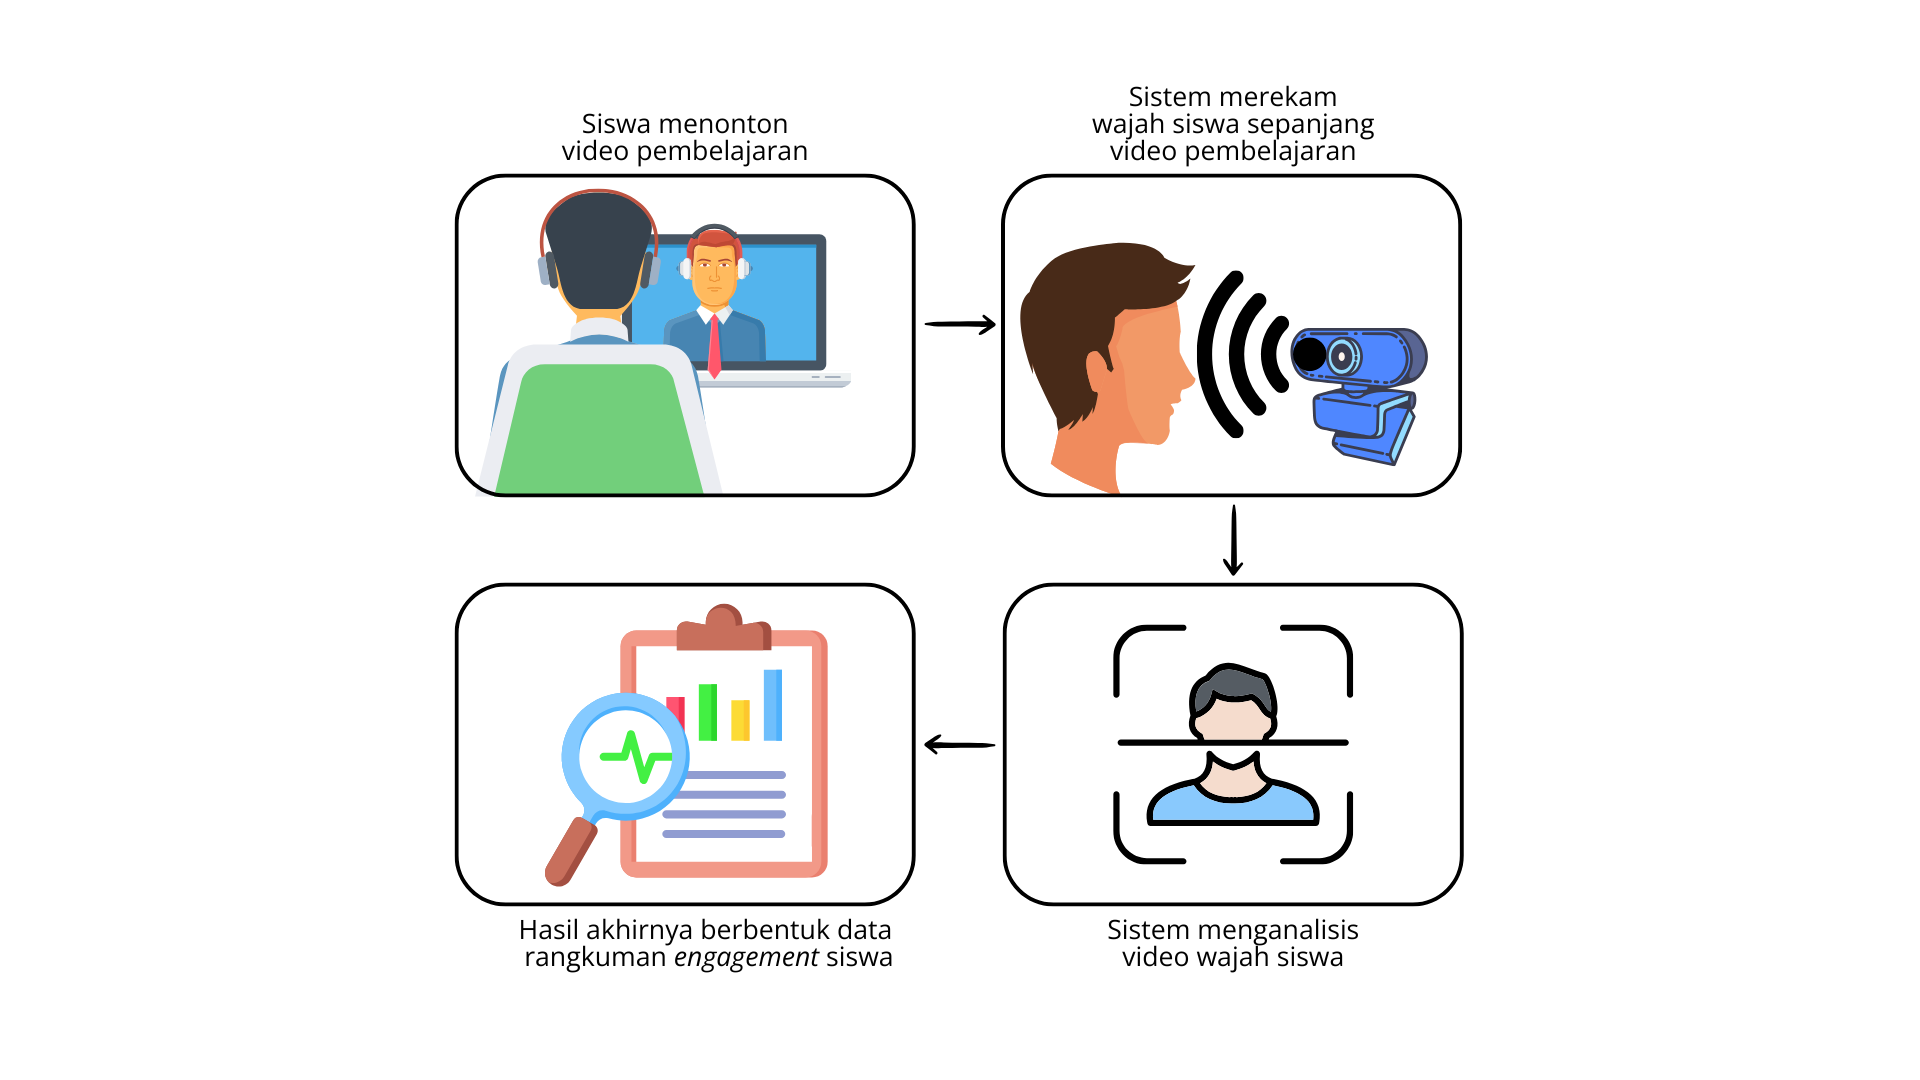 Siswa menonton
video pembelajaran
Sistem merekam
wajah siswa sepanjang
video pembelajaran
Sistem menganalisis
video wajah siswa
Hasil akhirnya berbentuk data
rangkuman engagement siswa